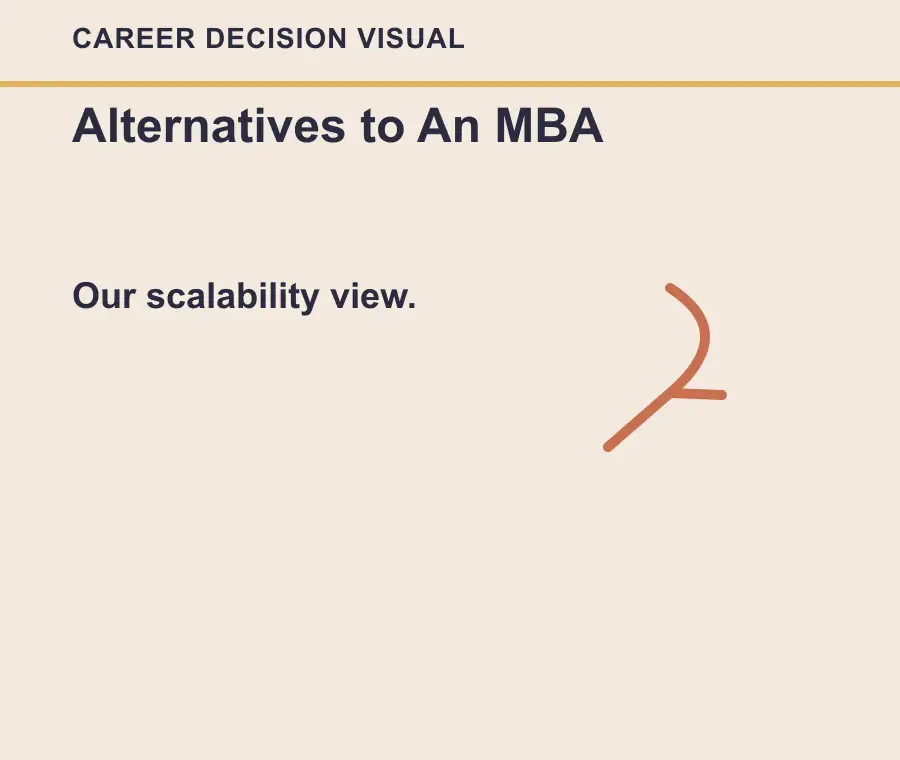 CAREER DECISION VISUAL
Alternatives to An MBA
Our scalability view.